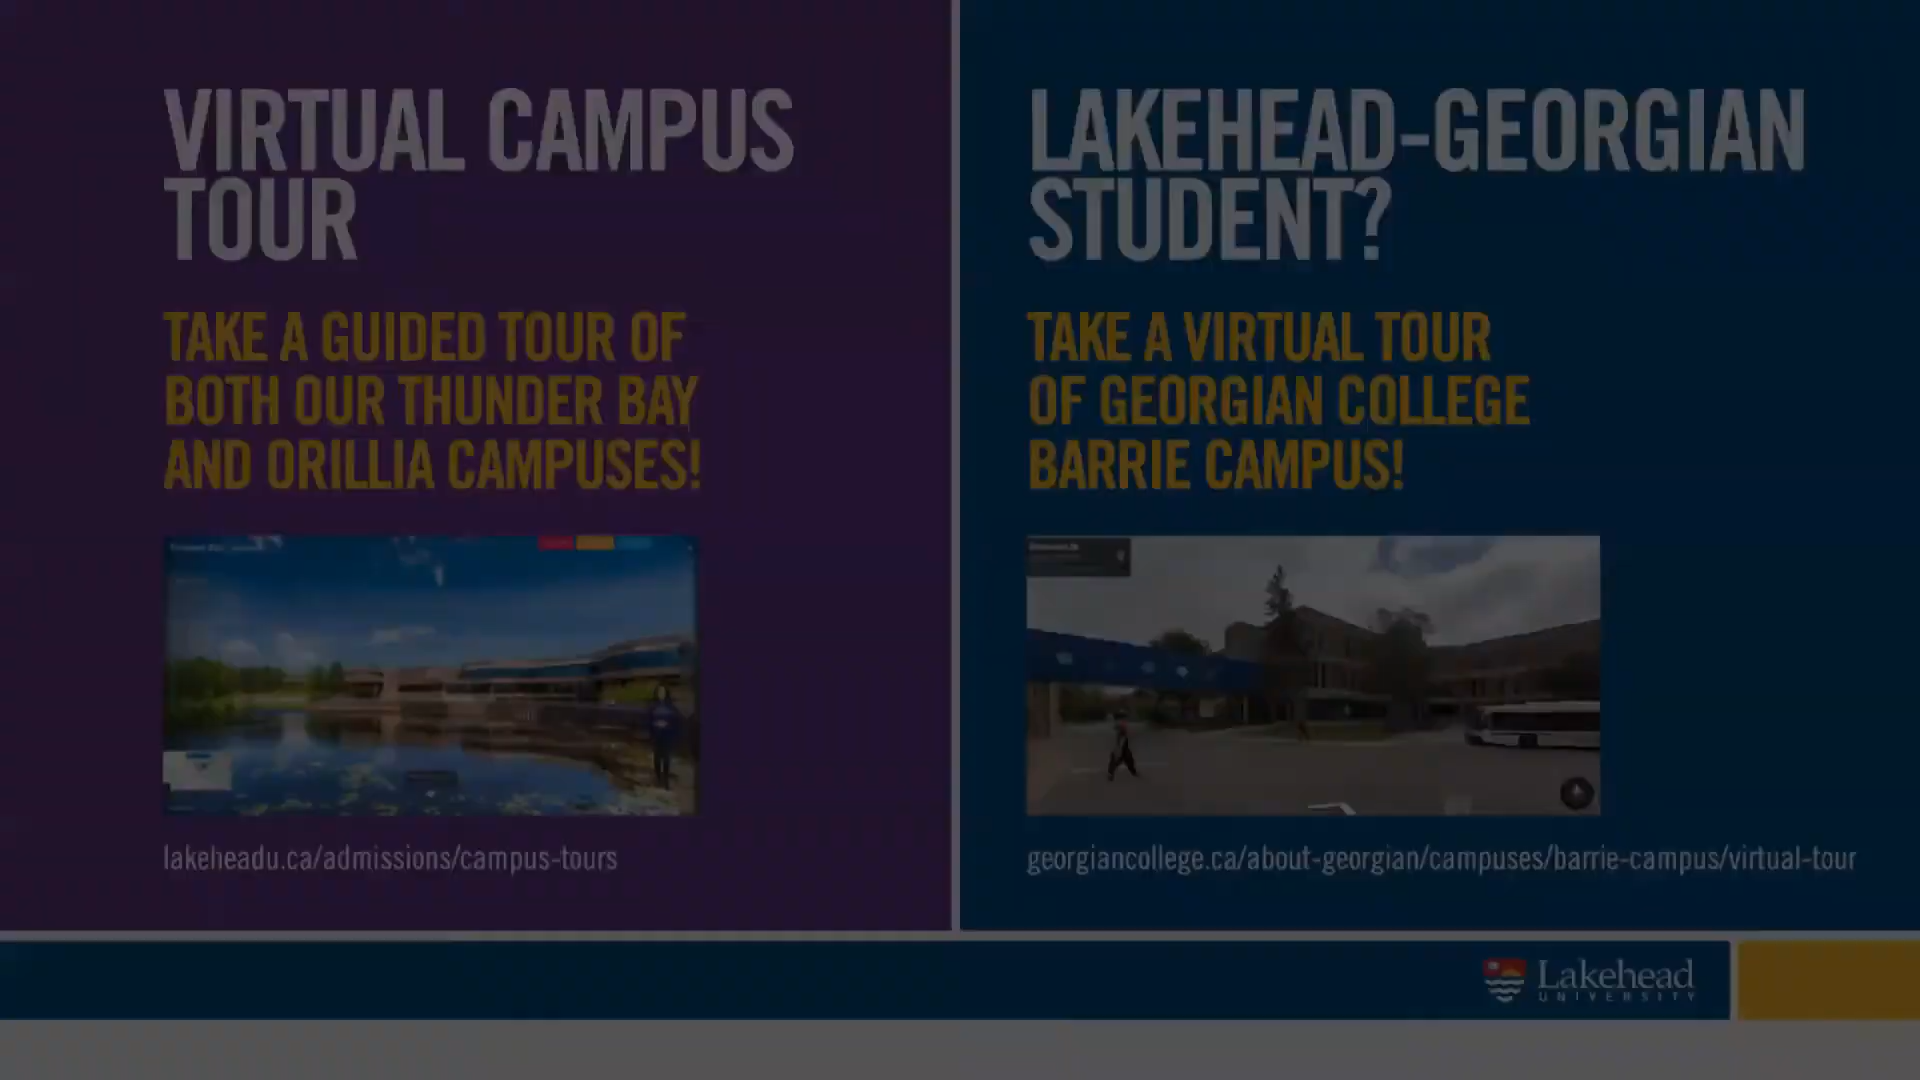 VIRTUAL CAMPUS
TOUR
TAKE A GUIDED TOUR OF
BOTH OUR THUNDER BAY
AND ORILLIA CAMPUSES!
lakeheadu.ca/admissions/campus-tours
LAKEHEAD-GEORGIAN
STUDENT?
TAKE A VIRTUAL TOUR
OF GEORGIAN COLLEGE
BARRIE CAMPUS!
georgiancollege.ca/about-georgian/campuses/barrie-campus/virtual-tour
Lakehead
UNIVERSITY